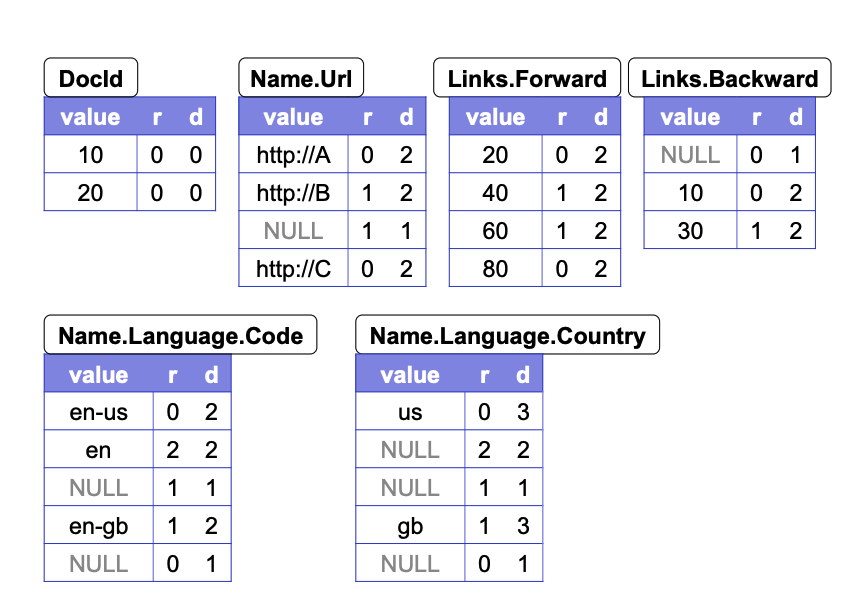 DocId
value r d
10 0 0
20 0 0
Name.Url
value r d
http://A 0 2
http://B 1 2
NULL 1 1
http://C 0 2
Links.Forward
value r d
20 0 2
40 1 2
60 1 2
80 0 2
Links.Backward
value r d
NULL 0 1
10 0 2
30 1 2
Name.Language.Code
value r d
en-us 0 2
en 2 2
NULL 1 1
en-gb 1 2
NULL 0 1
Name.Language.Country
value r d
us 0 3
NULL 2 2
NULL 1 1
gb 1 3
NULL 0 1